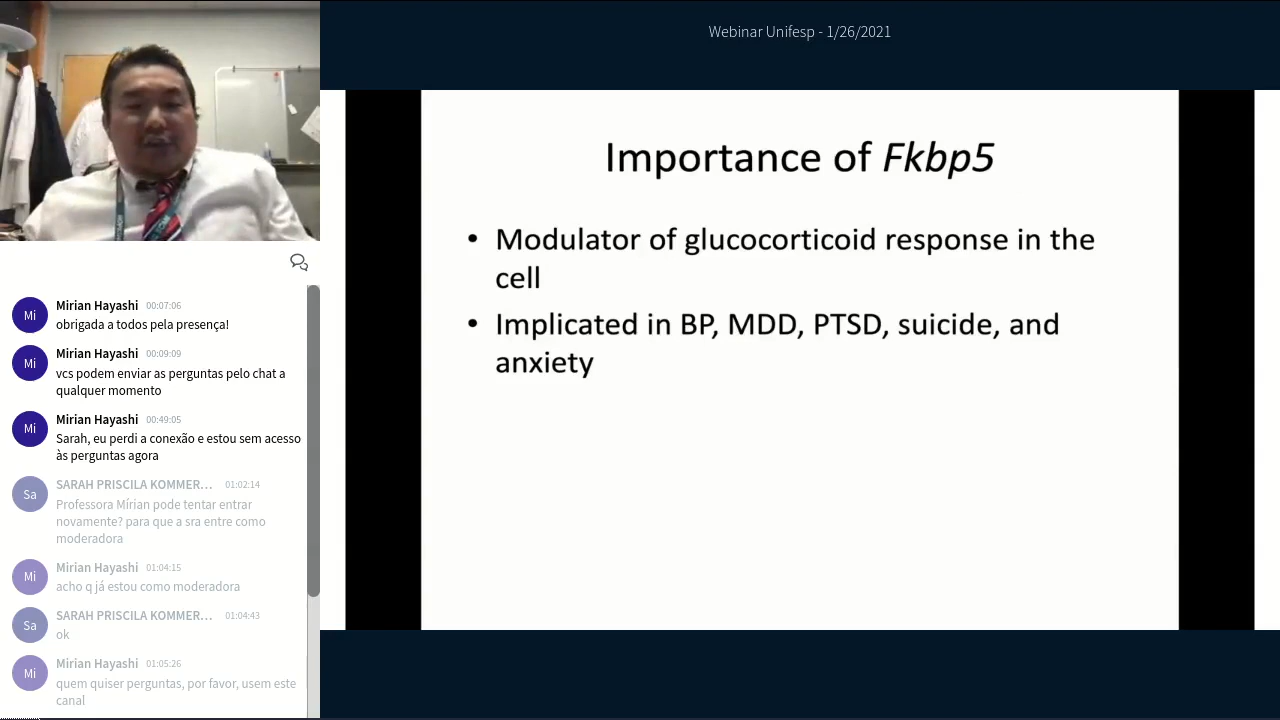 Webinar Unifesp - 1/26/2021
Importance of Fkbp5
• Modulator of glucocorticoid response in the
cell
• Implicated in BP, MDD, PTSD, suicide, and
anxiety
Mi
Mirian Hayashi 00:07:06
obrigada a todos pela presença!
Mi
Mirian Hayashi 00:09:09
vcs podem enviar as perguntas pelo chat a
qualquer momento
Mi
Mirian Hayashi 00:49:05
Sarah, eu perdi a conexão e estou sem acesso
às perguntas agora
Sa
SARAH PRISCILA KOMMER... 01:02:14
Professora Mírian pode tentar entrar
novamente? para que a sra entre como
moderadora
Mi
Mirian Hayashi 01:04:15
acho q já estou como moderadora
Sa
SARAH PRISCILA KOMMER... 01:04:43
ok
Mi
Mirian Hayashi 01:05:26
quem quiser perguntas, por favor, usem este
canal